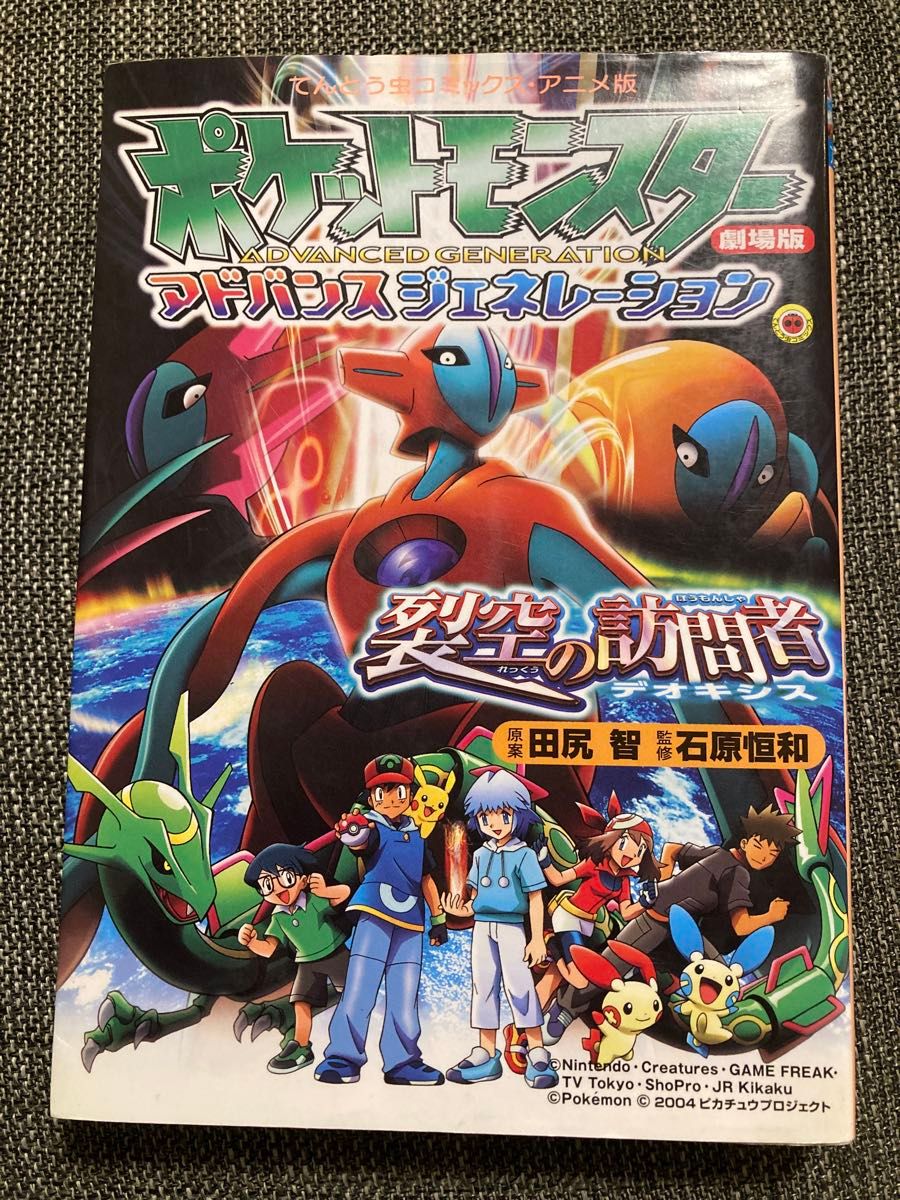 てんとう虫コミックス・アニメ版
ポケットモンスター
ADVANCED GENERATION
劇場版
アドバンスジェネレーション
裂空の訪問者
れっくう
ほうもんしゃ
デオキシス
原案 田尻 智 監修 石原恒和
©Nintendo・Creatures・GAME FREAK・
TV Tokyo・ShoPro・JR Kikaku
©Pokémon © 2004 ピカチュウプロジェクト